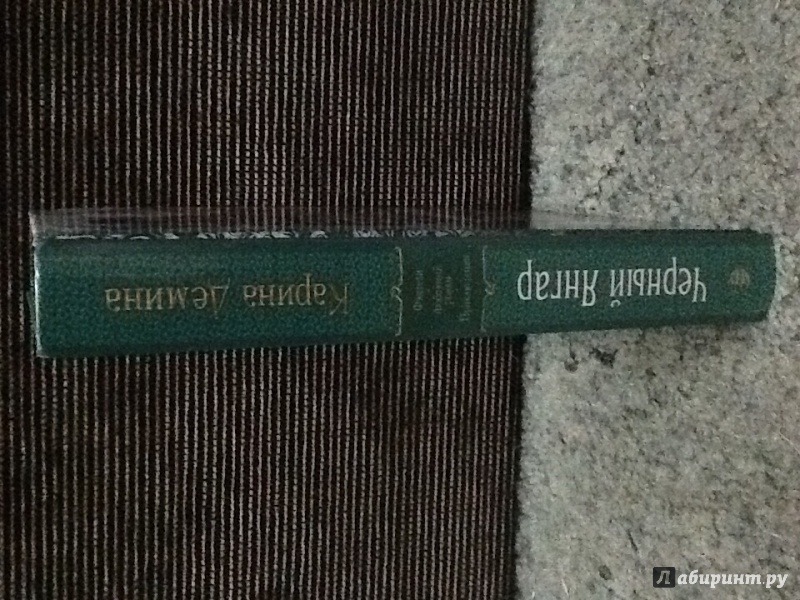 Карина Демина
Черный Янгар
Лабиринт.ру